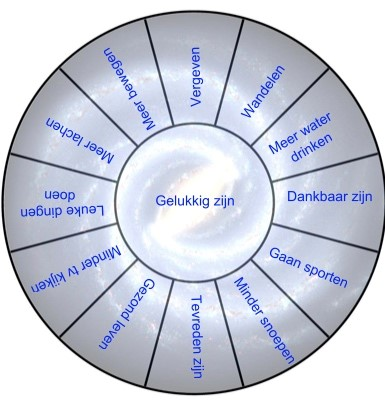 Vergeven
Wandelen
Meer water
drinken
Dankbaar zijn
Gaan sporten
Minder snoepen
Tevreden zijn
Gezond leven
Minder tv kijken
Leuke dingen
doen
Meer lachen
Meer bewegen
Gelukkig zijn